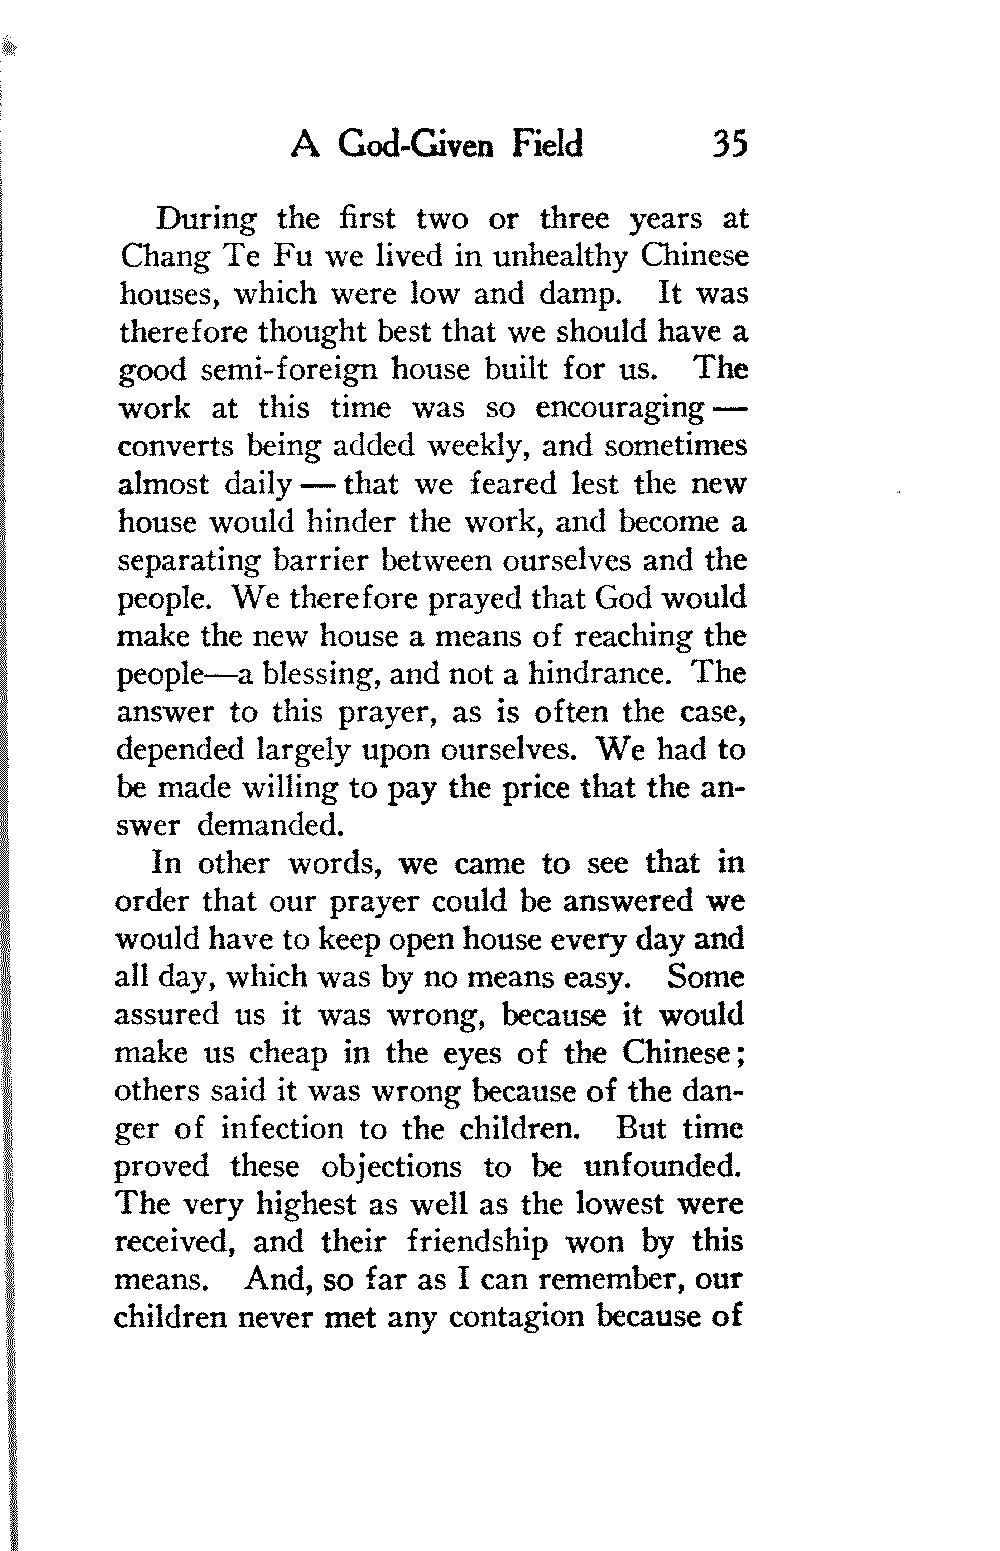 A God-Given Field 35
During the first two or three years at
Chang Te Fu we lived in unhealthy Chinese
houses, which were low and damp. It was
therefore thought best that we should have a
good semi-foreign house built for us. The
work at this time was so encouraging —
converts being added weekly, and sometimes
almost daily — that we feared lest the new
house would hinder the work, and become a
separating barrier between ourselves and the
people. We therefore prayed that God would
make the new house a means of reaching the
people—a blessing, and not a hindrance. The
answer to this prayer, as is often the case,
depended largely upon ourselves. We had to
be made willing to pay the price that the an-
swer demanded.
In other words, we came to see that in
order that our prayer could be answered we
would have to keep open house every day and
all day, which was by no means easy. Some
assured us it was wrong, because it would
make us cheap in the eyes of the Chinese;
others said it was wrong because of the dan-
ger of infection to the children. But time
proved these objections to be unfounded.
The very highest as well as the lowest were
received, and their friendship won by this
means. And, so far as I can remember, our
children never met any contagion because of